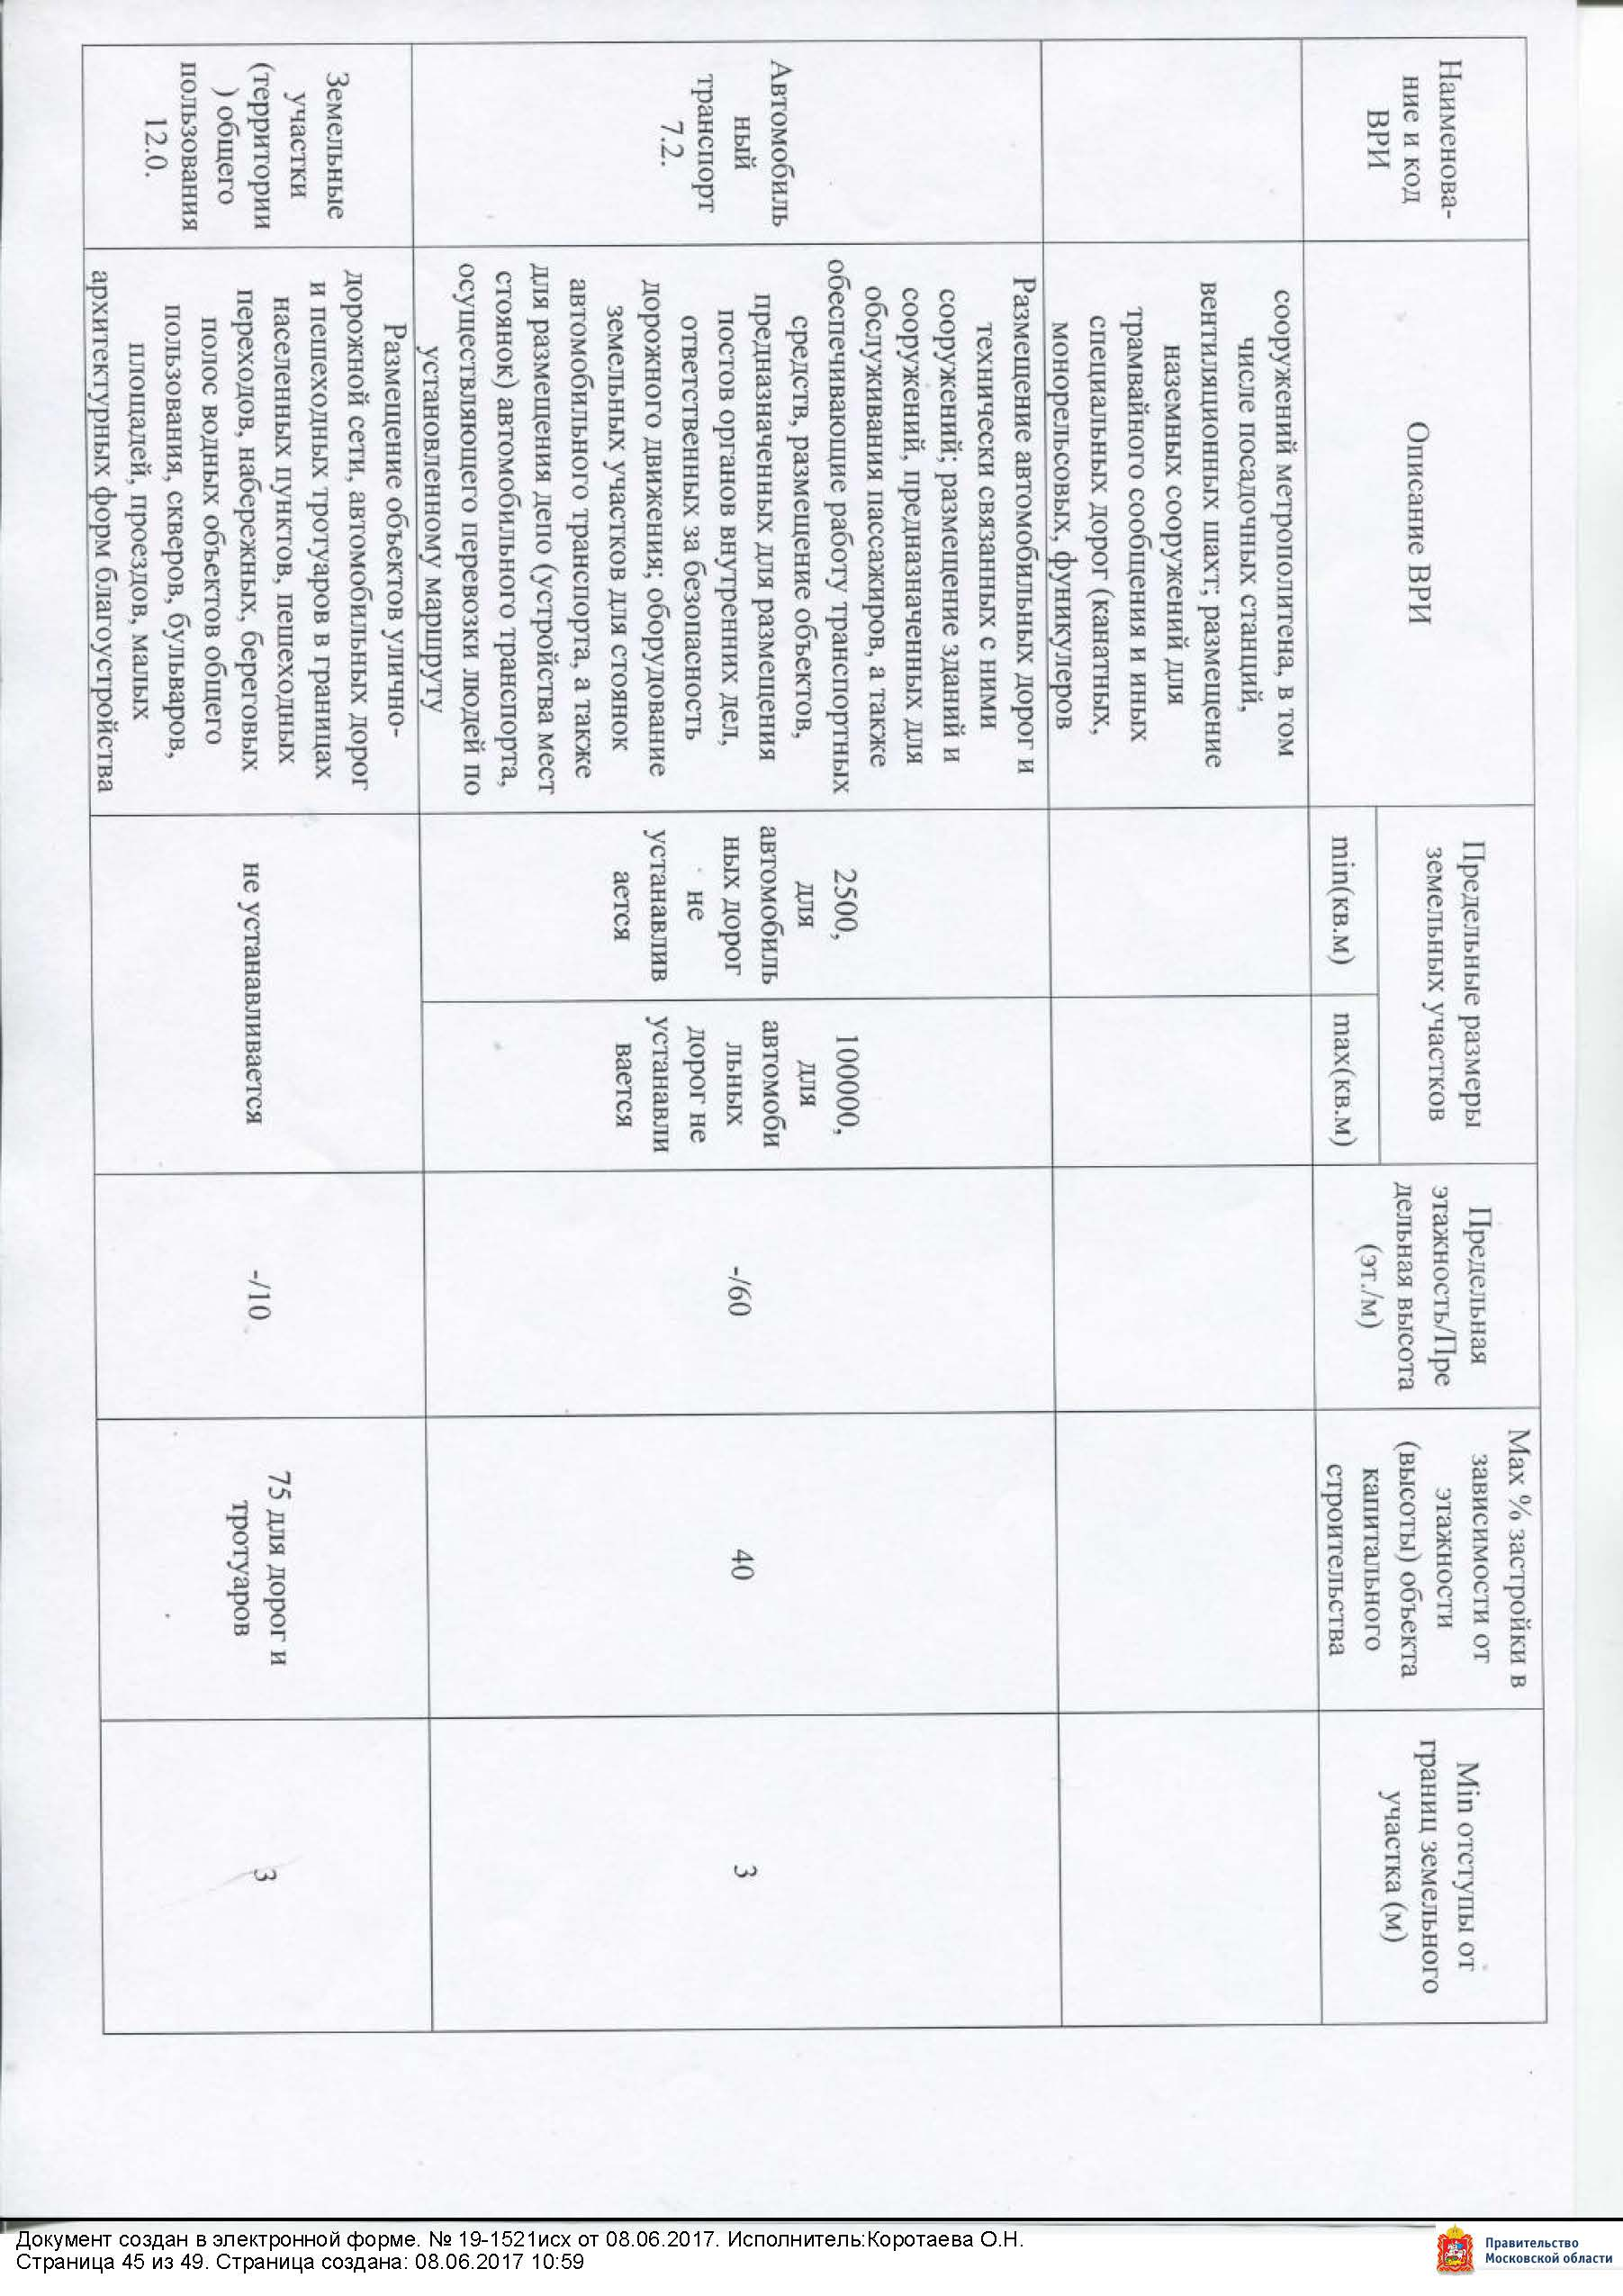 Наименова-
ние и код
ВРИ
Описание ВРИ
Предельные размеры
земельных участков
min(кв.м)
max(кв.м)
Предельная
этажность/Пре
дельная высота
(эт./м)
Max % застройки в
зависимости от
этажности
(высоты) объекта
капитального
строительства
Min отступы от
границ земельного
участка (м)
сооружений метрополитена, в том
числе посадочных станций,
вентиляционных шахт; размещение
наземных сооружений для
трамвайного сообщения и иных
специальных дорог (канатных,
монорельсовых, фуникулеров
Автомобиль
ный
транспорт
7.2.
Размещение автомобильных дорог и
технически связанных с ними
сооружений; размещение зданий и
сооружений, предназначенных для
обслуживания пассажиров, а также
обеспечивающие работу транспортных
средств, размещение объектов,
предназначенных для размещения
постов органов внутренних дел,
ответственных за безопасность
дорожного движения; оборудование
земельных участков для стоянок
автомобильного транспорта, а также
для размещения депо (устройства мест
стоянок) автомобильного транспорта,
осуществляющего перевозки людей по
установленному маршруту
2500,
для
автомобиль
ных дорог
не
устанавлив
ается
100000,
для
автомоби
льных
дорог не
устанавли
вается
-/60
40
3
Земельные
участки
(территории
) общего
пользования
12.0.
Размещение объектов улично-
дорожной сети, автомобильных дорог
и пешеходных тротуаров в границах
населенных пунктов, пешеходных
переходов, набережных, береговых
полос водных объектов общего
пользования, скверов, бульваров,
площадей, проездов, малых
архитектурных форм благоустройства
не устанавливается
-/10
75 для дорог и
тротуаров
3
Документ создан в электронной форме. № 19-1521исх от 08.06.2017. Исполнитель:Коротаева О.Н.
Страница 45 из 49. Страница создана: 08.06.2017 10:59
Правительство
Московской области